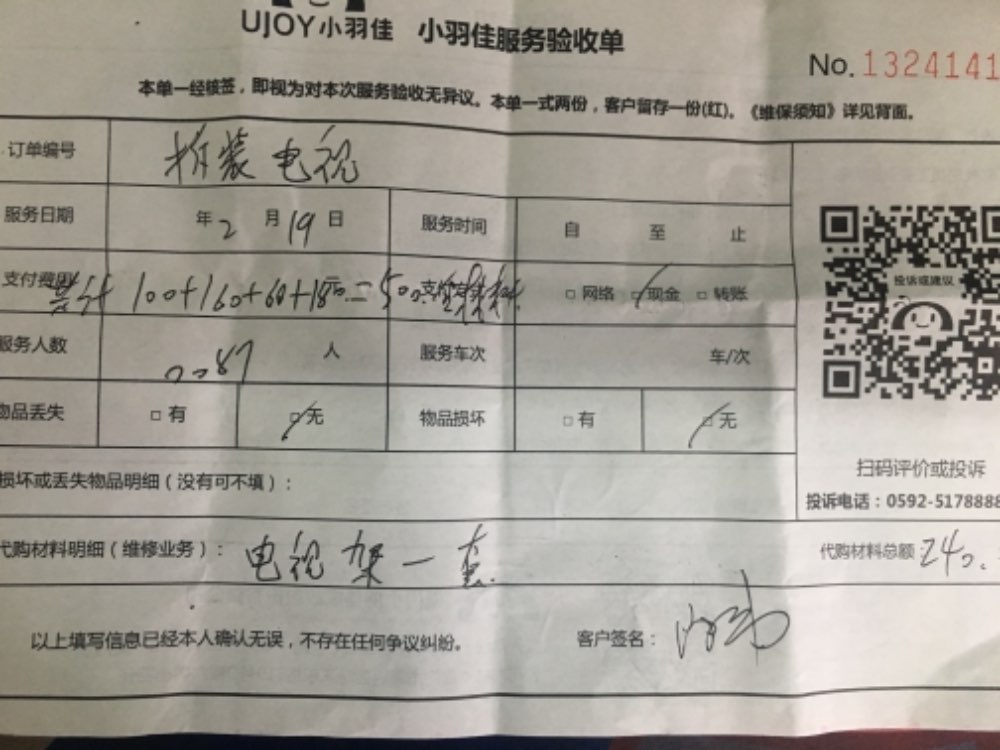 UJOY小羽佳 小羽佳服务验收单
No. 1324141
本单一经核签，即视为对本次服务验收无异议。本单一式两份，客户留存一份(红)。《维保须知》详见背面。
订单编号 拆装电视
服务日期 年 2 月 19 日 服务时间 自 至 止
支付费用 100+160+60+180=500 □ 网络 □ 现金 □ 转账
服务人数 人 服务车次 车/次
物品丢失 □ 有 □ 无 物品损坏 □ 有 □ 无
投诉或建议
扫码评价或投诉
投诉电话：0592-5178888
损坏或丢失物品明细（没有可不填）：
代购材料明细（维修业务）： 电视架一套 代购材料总额 240.
以上填写信息已经本人确认无误，不存在任何争议纠纷。 客户签名：